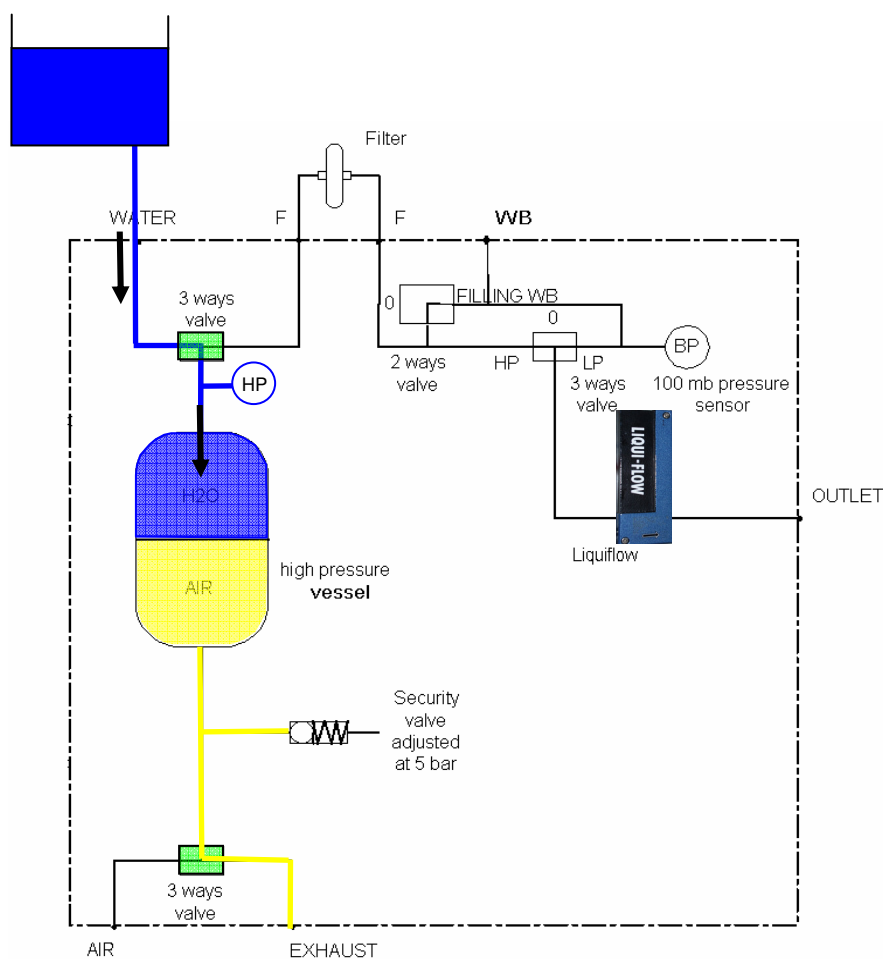 Filter
WATER
F
F
WB
3 ways
valve
0
FILLING WB
0
HP
2 ways
valve
HP
LP
3 ways
valve
BP
100 mb pressure
sensor
LIQUI-FLOW
H2O
OUTLET
Liquiflow
high pressure
vessel
AIR
Security
valve
adjusted
at 5 bar
3 ways
valve
AIR
EXHAUST